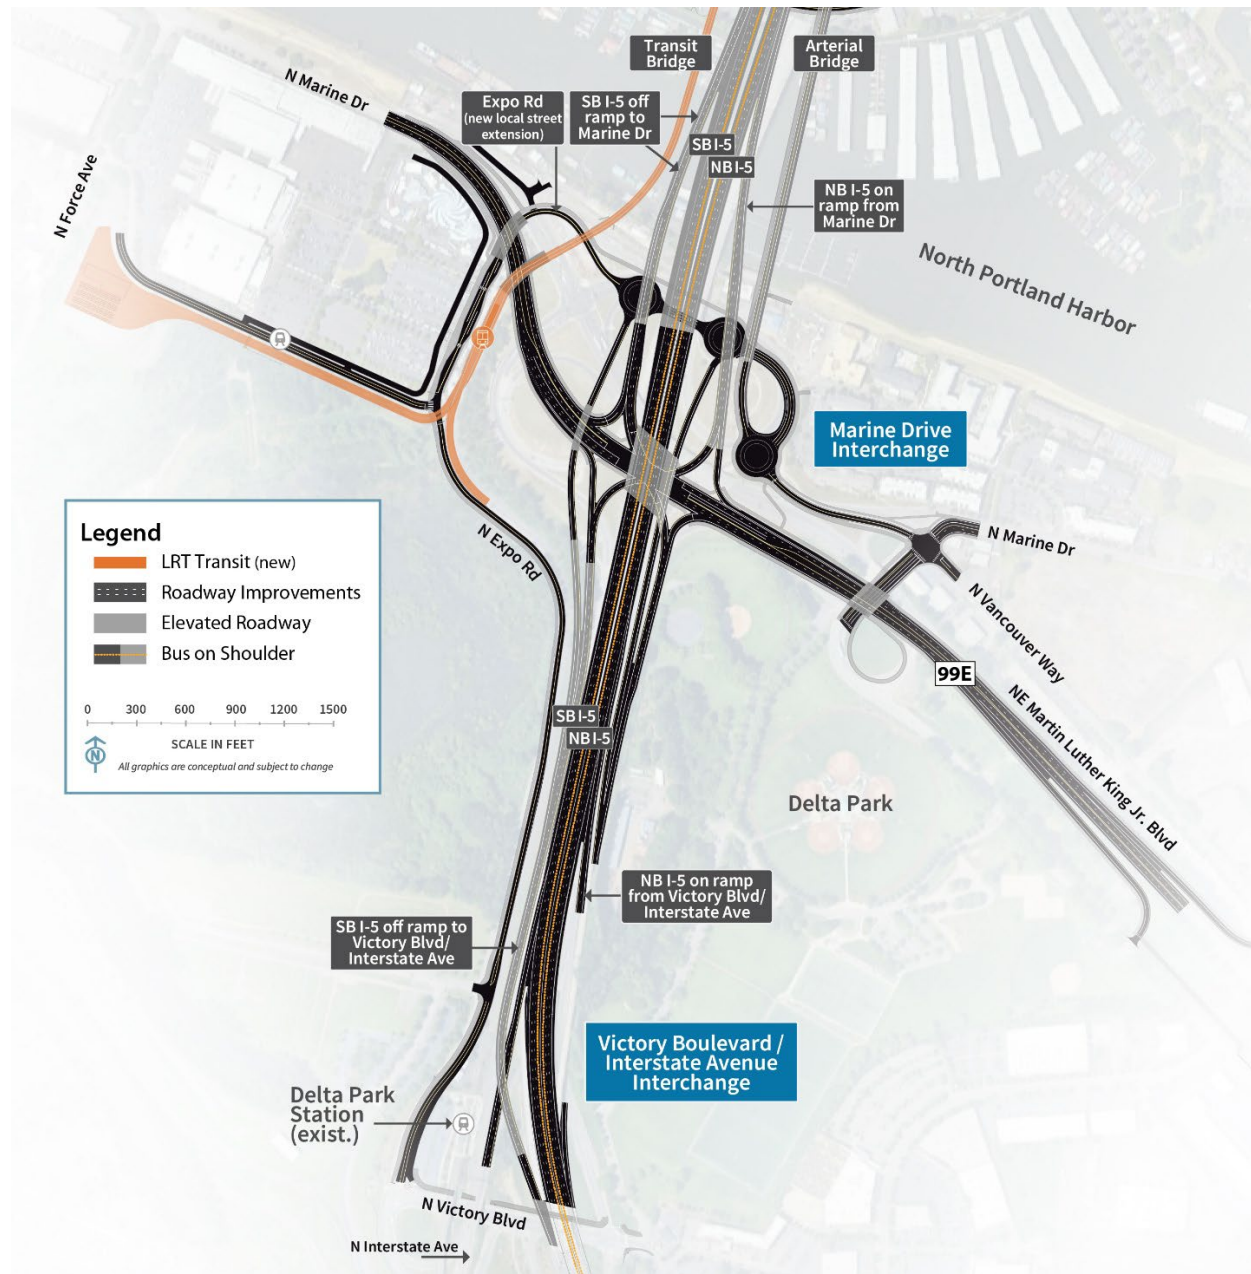 Transit
Bridge
Arterial
Bridge
N Marine Dr
Expo Rd
(new local street
extension)
SB I-5 off
ramp to
Marine Dr
SB I-5
NB I-5
N Force Ave
NB I-5 on
ramp from
Marine Dr
North Portland
Harbor
Marine Drive
Interchange
Legend
LRT Transit (new)
Roadway Improvements
Elevated Roadway
Bus on Shoulder
0 300 600 900 1200 1500
SCALE IN FEET
N
All graphics are conceptual and subject to change
N Expo Rd
N Marine Dr
N Vancouver Way
99E
NE Martin Luther King Jr. Blvd
SB I-5
NB I-5
Delta Park
NB I-5 on ramp
from Victory Blvd/
Interstate Ave
SB I-5 off ramp to
Victory Blvd/
Interstate Ave
Victory Boulevard /
Interstate Avenue
Interchange
Delta Park
Station
(exist.)
N Victory Blvd
N Interstate Ave